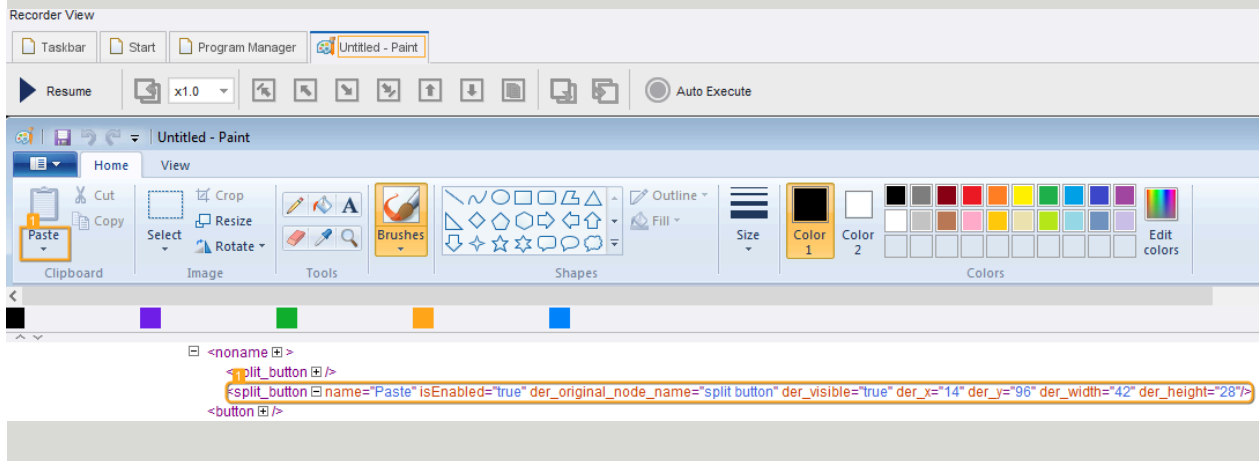 Recorder View
Taskbar Start Program Manager Untitled - Paint
Resume x1.0 Auto Execute
Untitled - Paint
Home View
Cut Crop Outline
1 Copy Resize A Fill
Paste Select Rotate Brushes Size Color 1 Color 2 Edit colors
Clipboard Image Tools Shapes Colors
<noname >
<split_button />
1
<split_button name="Paste" isEnabled="true" der_original_node_name="split button" der_visible="true" der_x="14" der_y="96" der_width="42" der_height="28"/>
<button />